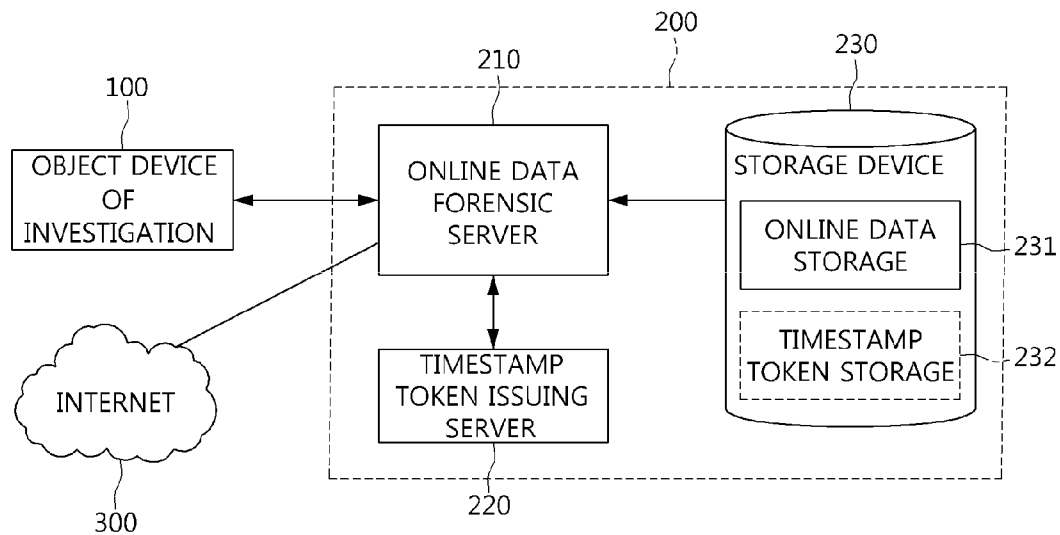 200
210
230
100
OBJECT DEVICE
OF
INVESTIGATION
ONLINE DATA
FORENSIC
SERVER
STORAGE DEVICE
ONLINE DATA
STORAGE
231
TIMESTAMP
TOKEN STORAGE
232
TIMESTAMP
TOKEN ISSUING
SERVER
INTERNET
220
300